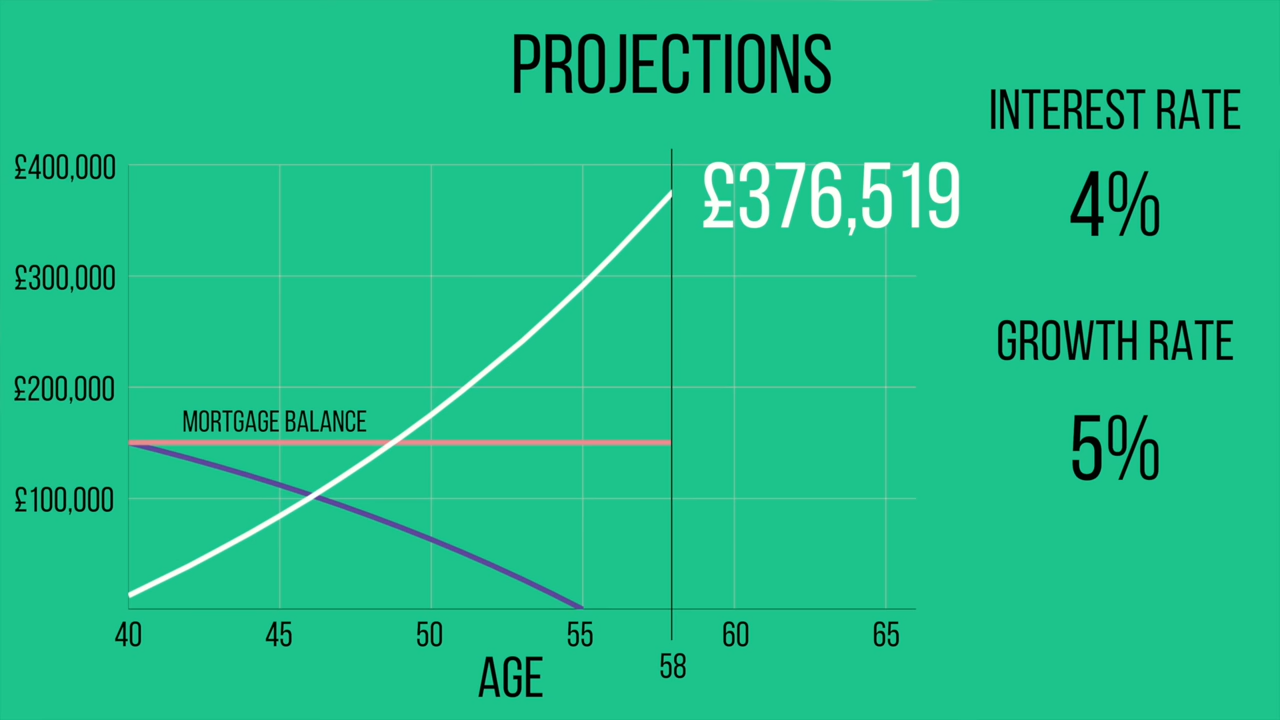 PROJECTIONS
INTEREST RATE
4%
GROWTH RATE
5%
£400,000
£376,519
£300,000
£200,000
MORTGAGE BALANCE
£100,000
40 45 50 55 60 65
58
AGE